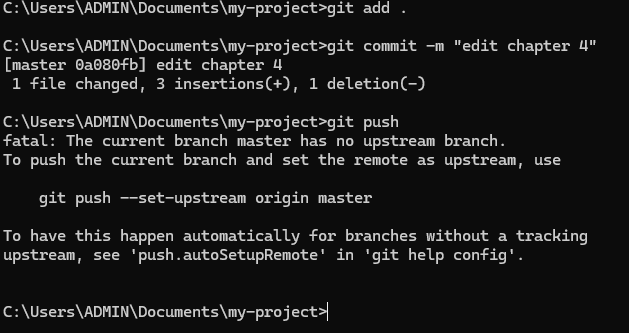 C:\Users\ADMIN\Documents\my-project>git add .
C:\Users\ADMIN\Documents\my-project>git commit -m "edit chapter 4"
[master 0a080fb] edit chapter 4
 1 file changed, 3 insertions(+), 1 deletion(-)
C:\Users\ADMIN\Documents\my-project>git push
fatal: The current branch master has no upstream branch.
To push the current branch and set the remote as upstream, use
    git push --set-upstream origin master
To have this happen automatically for branches without a tracking
upstream, see 'push.autoSetupRemote' in 'git help config'.
C:\Users\ADMIN\Documents\my-project>